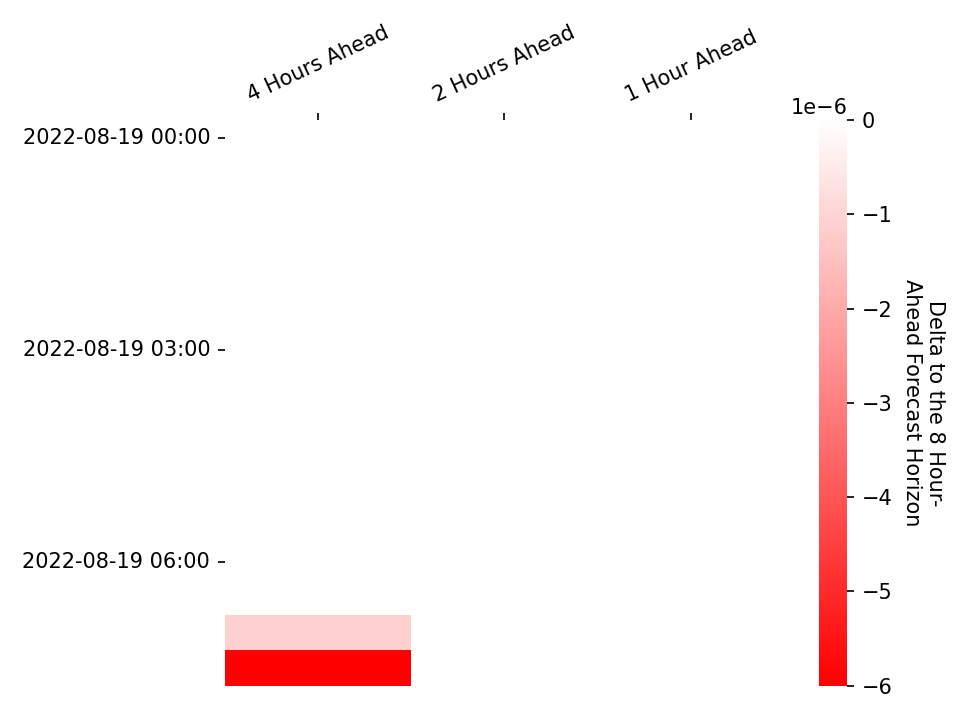 4 Hours Ahead
2 Hours Ahead
1 Hour Ahead
2022-08-19 00:00
2022-08-19 03:00
2022-08-19 06:00
1e−6
0
−1
−2
−3
−4
−5
−6
Delta to the 8 Hour-
Ahead Forecast Horizon